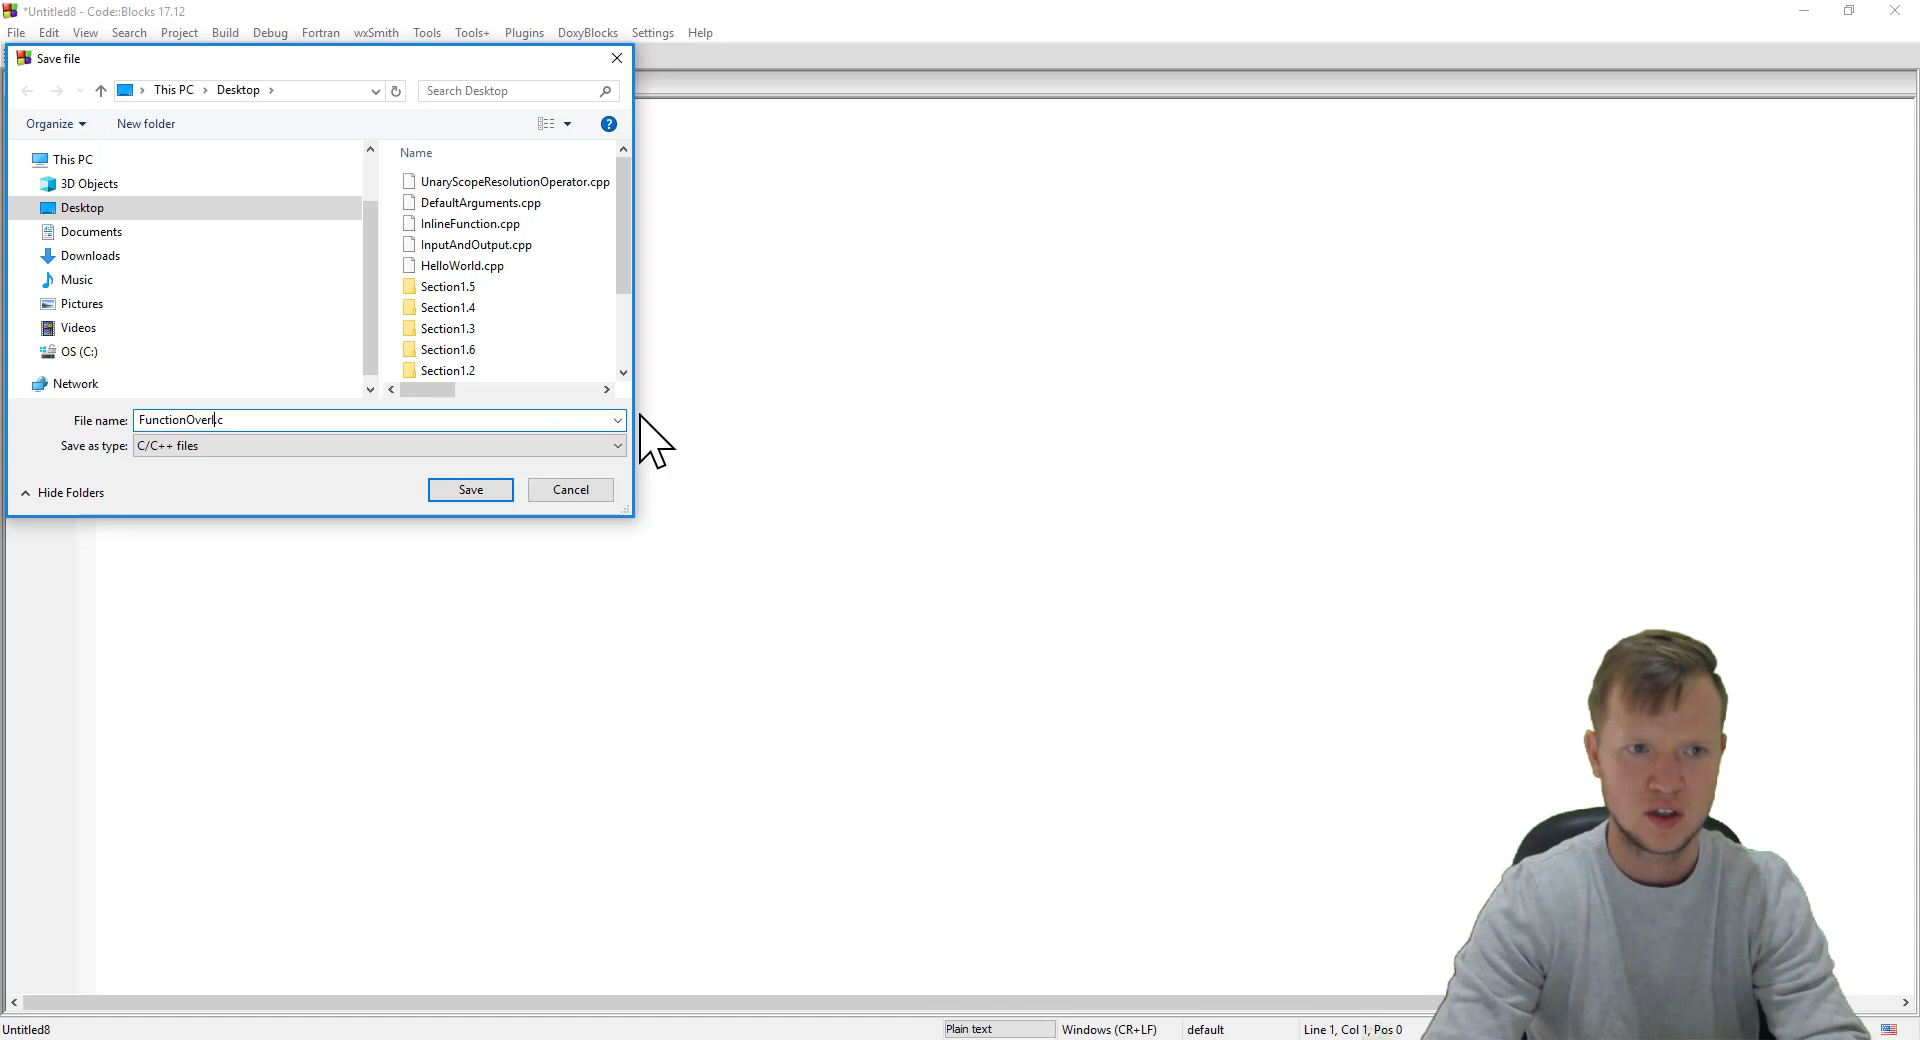 *Untitled8 - Code::Blocks 17.12
File Edit View Search Project Build Debug Fortran wxSmith Tools Tools+ Plugins DoxyBlocks Settings Help
Save file
This PC > Desktop >
Search Desktop
Organize
New folder
This PC
3D Objects
Desktop
Documents
Downloads
Music
Pictures
Videos
OS (C:)
Network
Name
UnaryScopeResolutionOperator.cpp
DefaultArguments.cpp
InlineFunction.cpp
InputAndOutput.cpp
HelloWorld.cpp
Section1.5
Section1.4
Section1.3
Section1.6
Section1.2
File name: FunctionOverl.c
Save as type: C/C++ files
Hide Folders
Save
Cancel
Untitled8
Plain text
Windows (CR+LF)
default
Line 1, Col 1, Pos 0